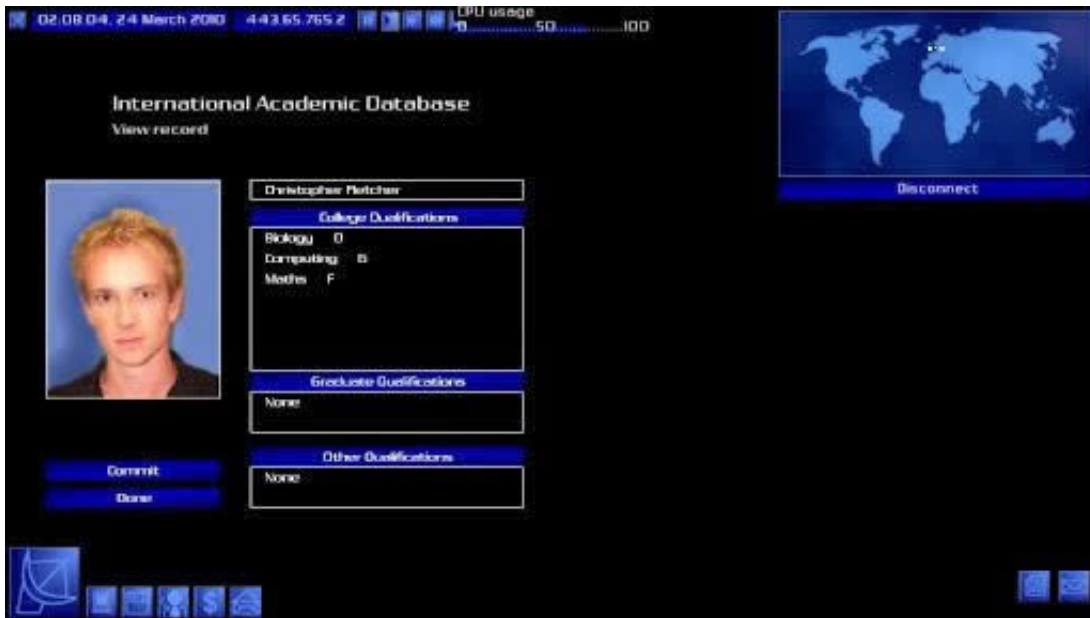 02.08.04, 24 March 2010 443.65.765.2 CPU usage
0 50 100
International Academic Database
View record
Disconnect
Christopher Fletcher
College Qualifications
Biology D
Computing B
Maths F
Graduate Qualifications
None
Other Qualifications
None
Commit
Done